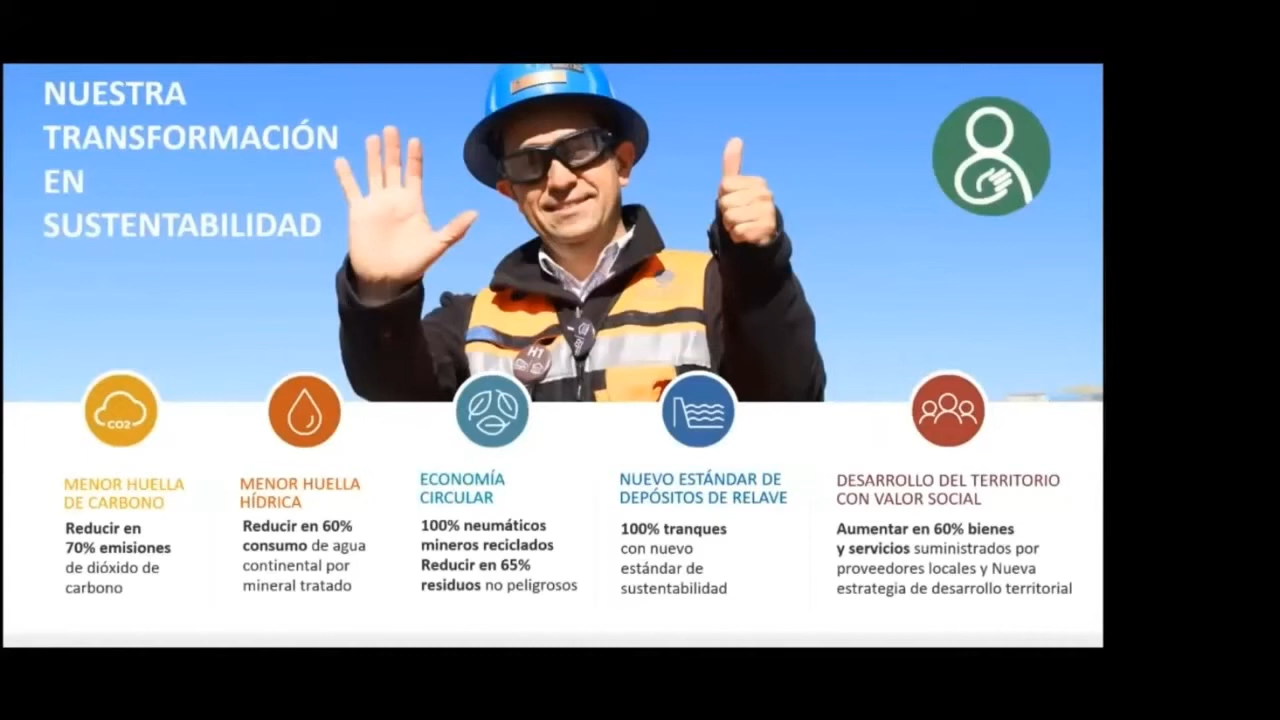 NUESTRA
TRANSFORMACIÓN
EN
SUSTENTABILIDAD
H1
CO2
MENOR HUELLA
DE CARBONO
Reducir en
70% emisiones
de dióxido de
carbono
MENOR HUELLA
HÍDRICA
Reducir en 60%
consumo de agua
continental por
mineral tratado
ECONOMÍA
CIRCULAR
100% neumáticos
mineros reciclados
Reducir en 65%
residuos no peligrosos
NUEVO ESTÁNDAR DE
DEPÓSITOS DE RELAVE
100% tranques
con nuevo
estándar de
sustentabilidad
DESARROLLO DEL TERRITORIO
CON VALOR SOCIAL
Aumentar en 60% bienes
y servicios suministrados por
proveedores locales y Nueva
estrategia de desarrollo territorial